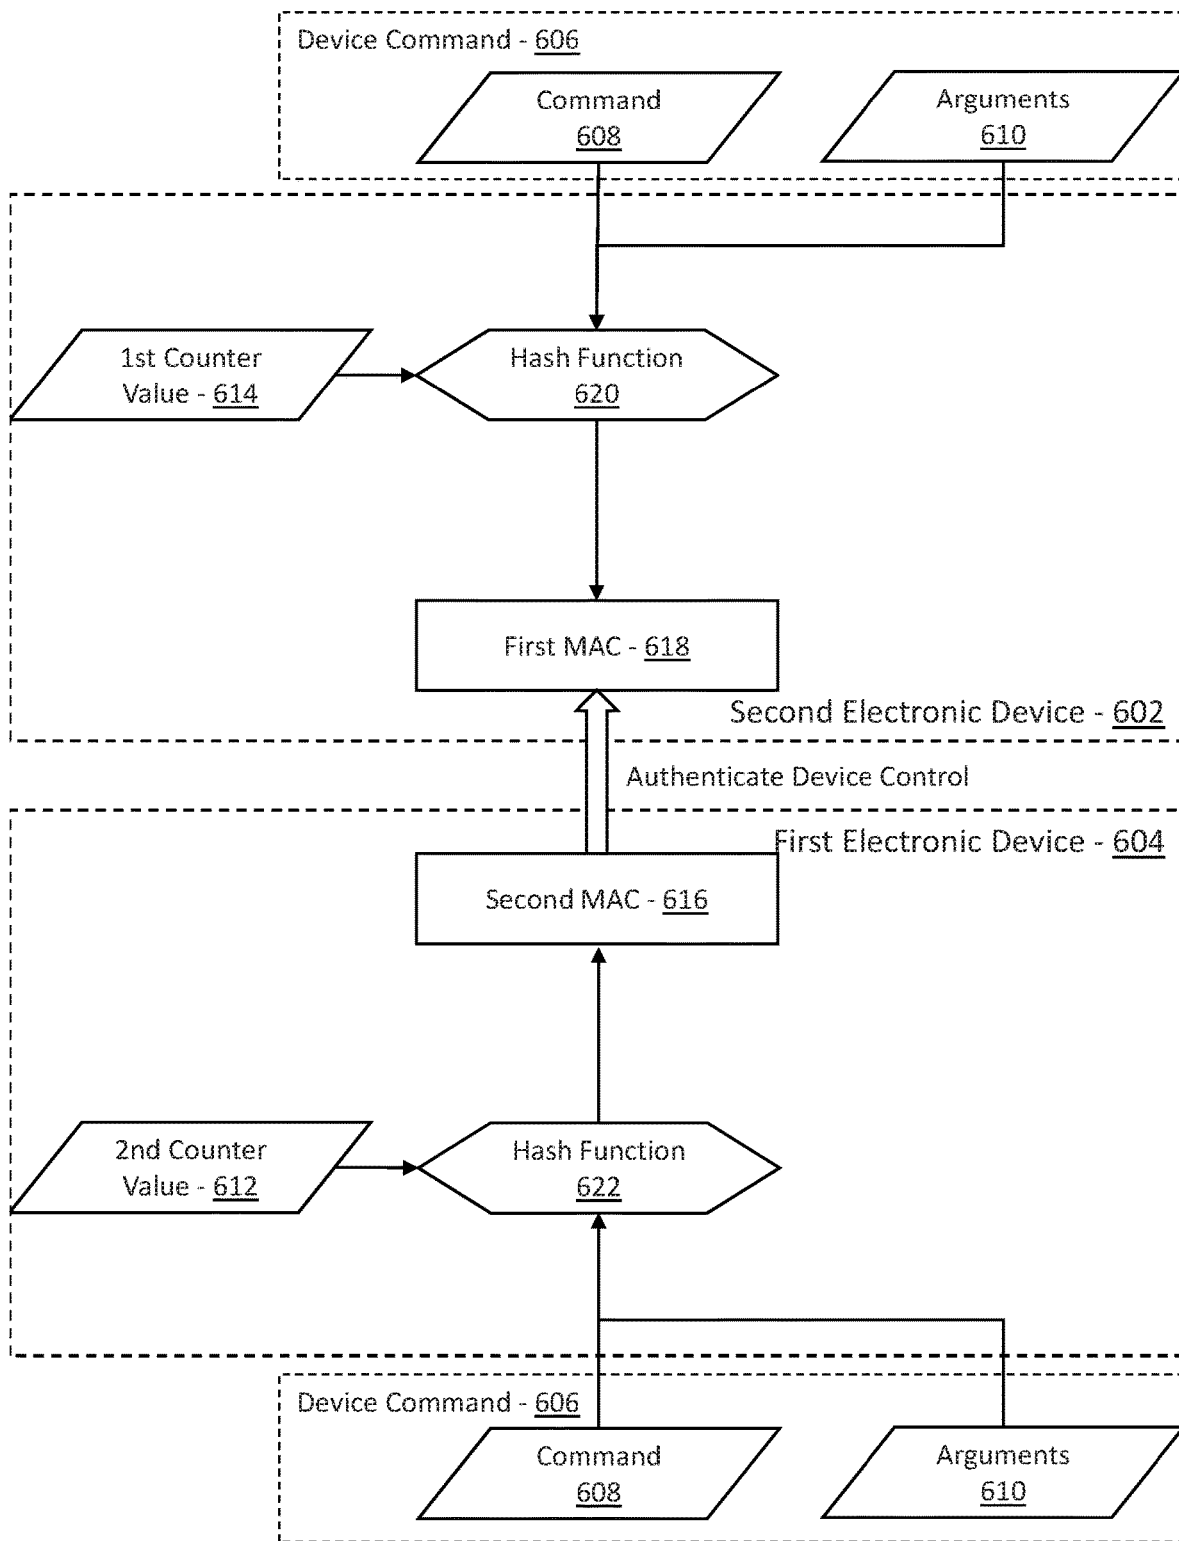 Device Command - 606
Command
608
Arguments
610
1st Counter
Value - 614
Hash Function
620
First MAC - 618
Second Electronic Device - 602
Authenticate Device Control
First Electronic Device - 604
Second MAC - 616
2nd Counter
Value - 612
Hash Function
622
Device Command - 606
Command
608
Arguments
610